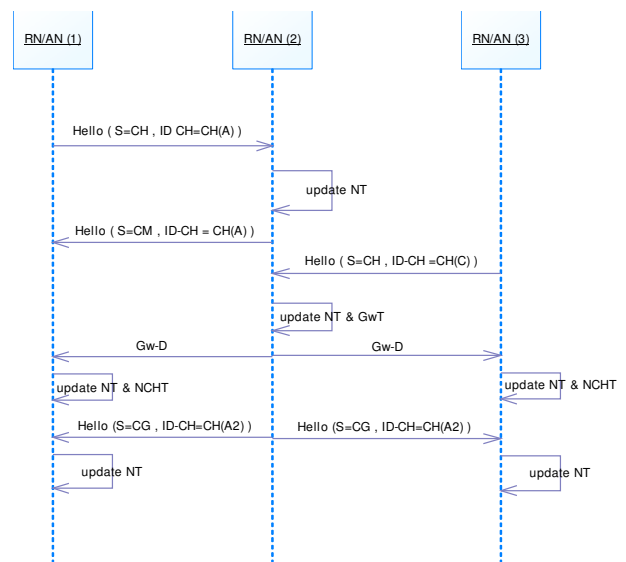 RN/AN (1)
RN/AN (2)
RN/AN (3)
Hello ( S=CH , ID CH=CH(A) )
update NT
Hello ( S=CM , ID-CH = CH(A) )
Hello ( S=CH , ID-CH =CH(C) )
update NT & GwT
Gw-D
Gw-D
update NT & NCHT
update NT & NCHT
Hello (S=CG , ID-CH=CH(A2) )
Hello (S=CG , ID-CH=CH(A2) )
update NT
update NT